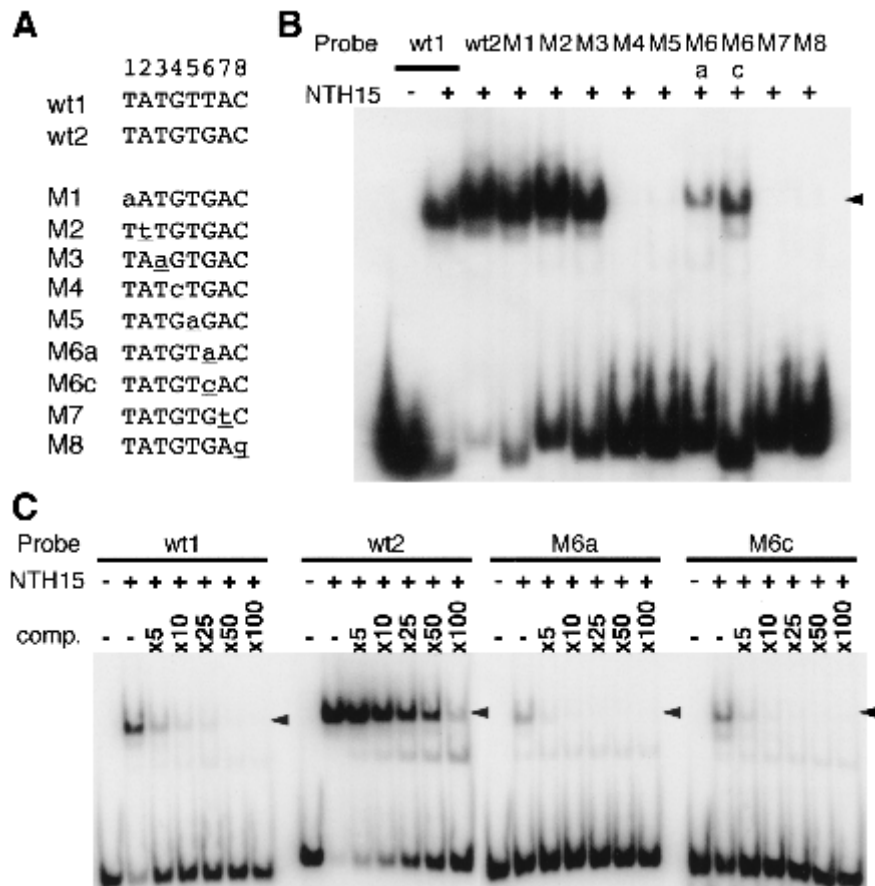 A
12345678
wt1 TATGTTAC
wt2 TATGTGAC
M1 aATGTGAC
M2 TtTGTGAC
M3 TAaGTGAC
M4 TATcTGAC
M5 TATGaGAC
M6a TATGTaAC
M6c TATGTcAC
M7 TATGTGtC
M8 TATGTGAg
B
Probe wt1 wt2 M1 M2 M3 M4 M5 M6 a M6 c M7 M8
NTH15 - + + + + + + + + + + +
C
Probe wt1 wt2 M6a M6c
NTH15 - + + + + + + - + + + + + + - + + + + + + - + + + + + +
comp. - - x5 x10 x25 x50 x100 - - x5 x10 x25 x50 x100 - - x5 x10 x25 x50 x100 - - x5 x10 x25 x50 x100